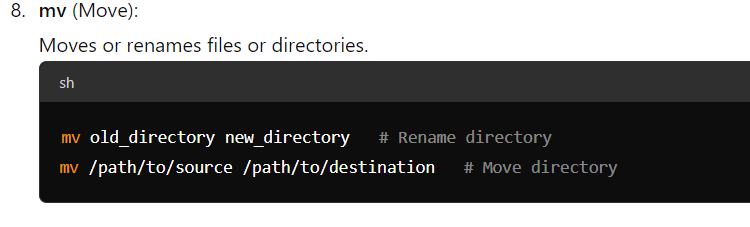 8. mv (Move):
Moves or renames files or directories.
sh
mv old_directory new_directory   # Rename directory
mv /path/to/source /path/to/destination   # Move directory